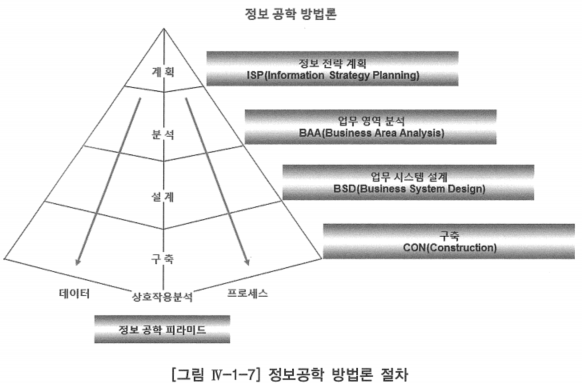 정보 공학 방법론
계 획
정보 전략 계획
ISP(Information Strategy Planning)
분 석
업무 영역 분석
BAA(Business Area Analysis)
설 계
업무 시스템 설계
BSD(Business System Design)
구 축
구축
CON(Construction)
데이터
상호작용분석
프로세스
정보 공학 피라미드
[그림 Ⅳ-1-7] 정보공학 방법론 절차